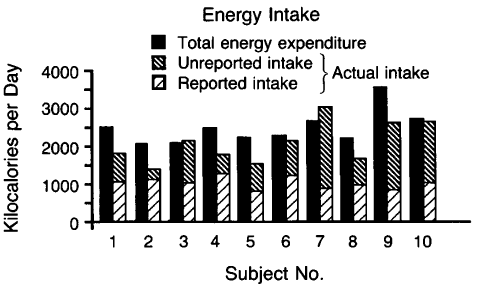 Energy Intake
Total energy expenditure
Unreported intake
Reported intake
Actual intake
Kilocalories per Day
4000
3000
2000
1000
0
1 2 3 4 5 6 7 8 9 10
Subject No.